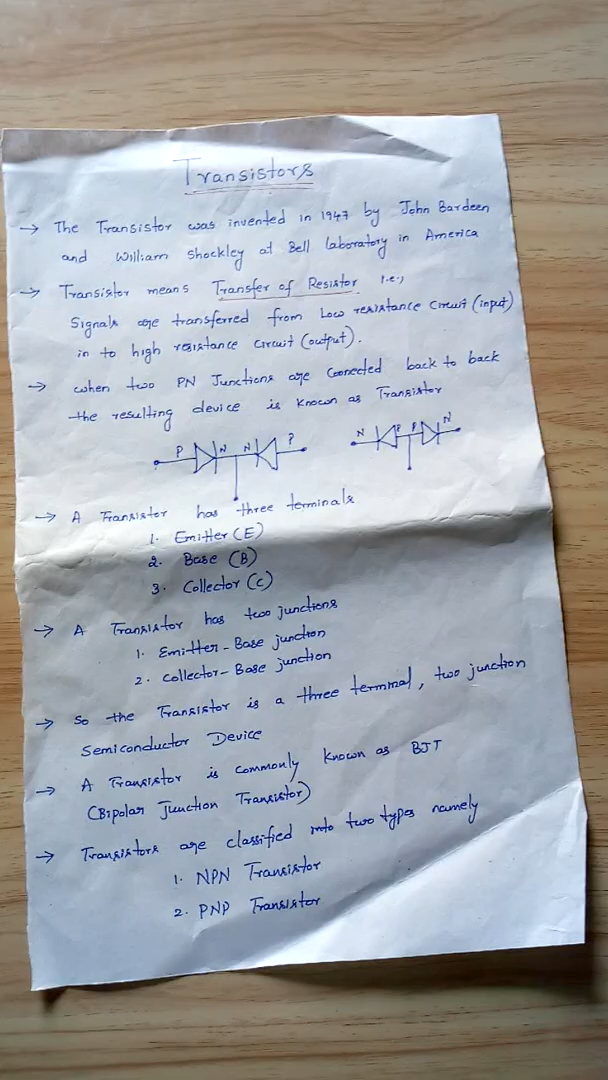 Transistors
→ The Transistor was invented in 1947 by John Bardeen
and William Shockley at Bell laboratory in America
→ Transistor means Transfer of Resistor i.e.,
Signals are transferred from Low resistance circuit (input)
in to high resistance circuit (output).
→ when two PN Junctions are connected back to back
the resulting device is known as Transistor
P N N P N P P N
→ A Transistor has three terminals
1. Emitter (E)
2. Base (B)
3. Collector (C)
→ A Transistor has two junctions
1. Emitter-Base junction
2. Collector-Base junction
→ So the Transistor is a three terminal, two junction
Semiconductor Device
→ A Transistor is commonly known as BJT
(Bipolar Junction Transistor)
→ Transistors are classified into two types namely
1. NPN Transistor
2. PNP Transistor